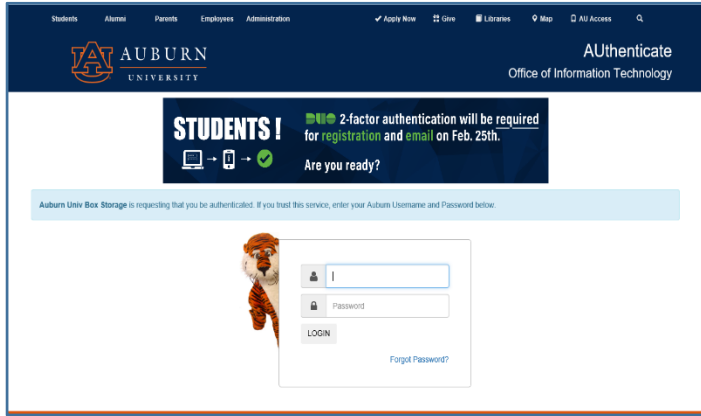 Students Alumni Parents Employees Administration Apply Now Give Libraries Map AU Access
AUBURN
UNIVERSITY
AUthenticate
Office of Information Technology
STUDENTS !
DUO 2-factor authentication will be required
for registration and email on Feb. 25th.
Are you ready?
Auburn Univ Box Storage is requesting that you be authenticated. If you trust this service, enter your Auburn Username and Password below.
Password
LOGIN
Forgot Password?